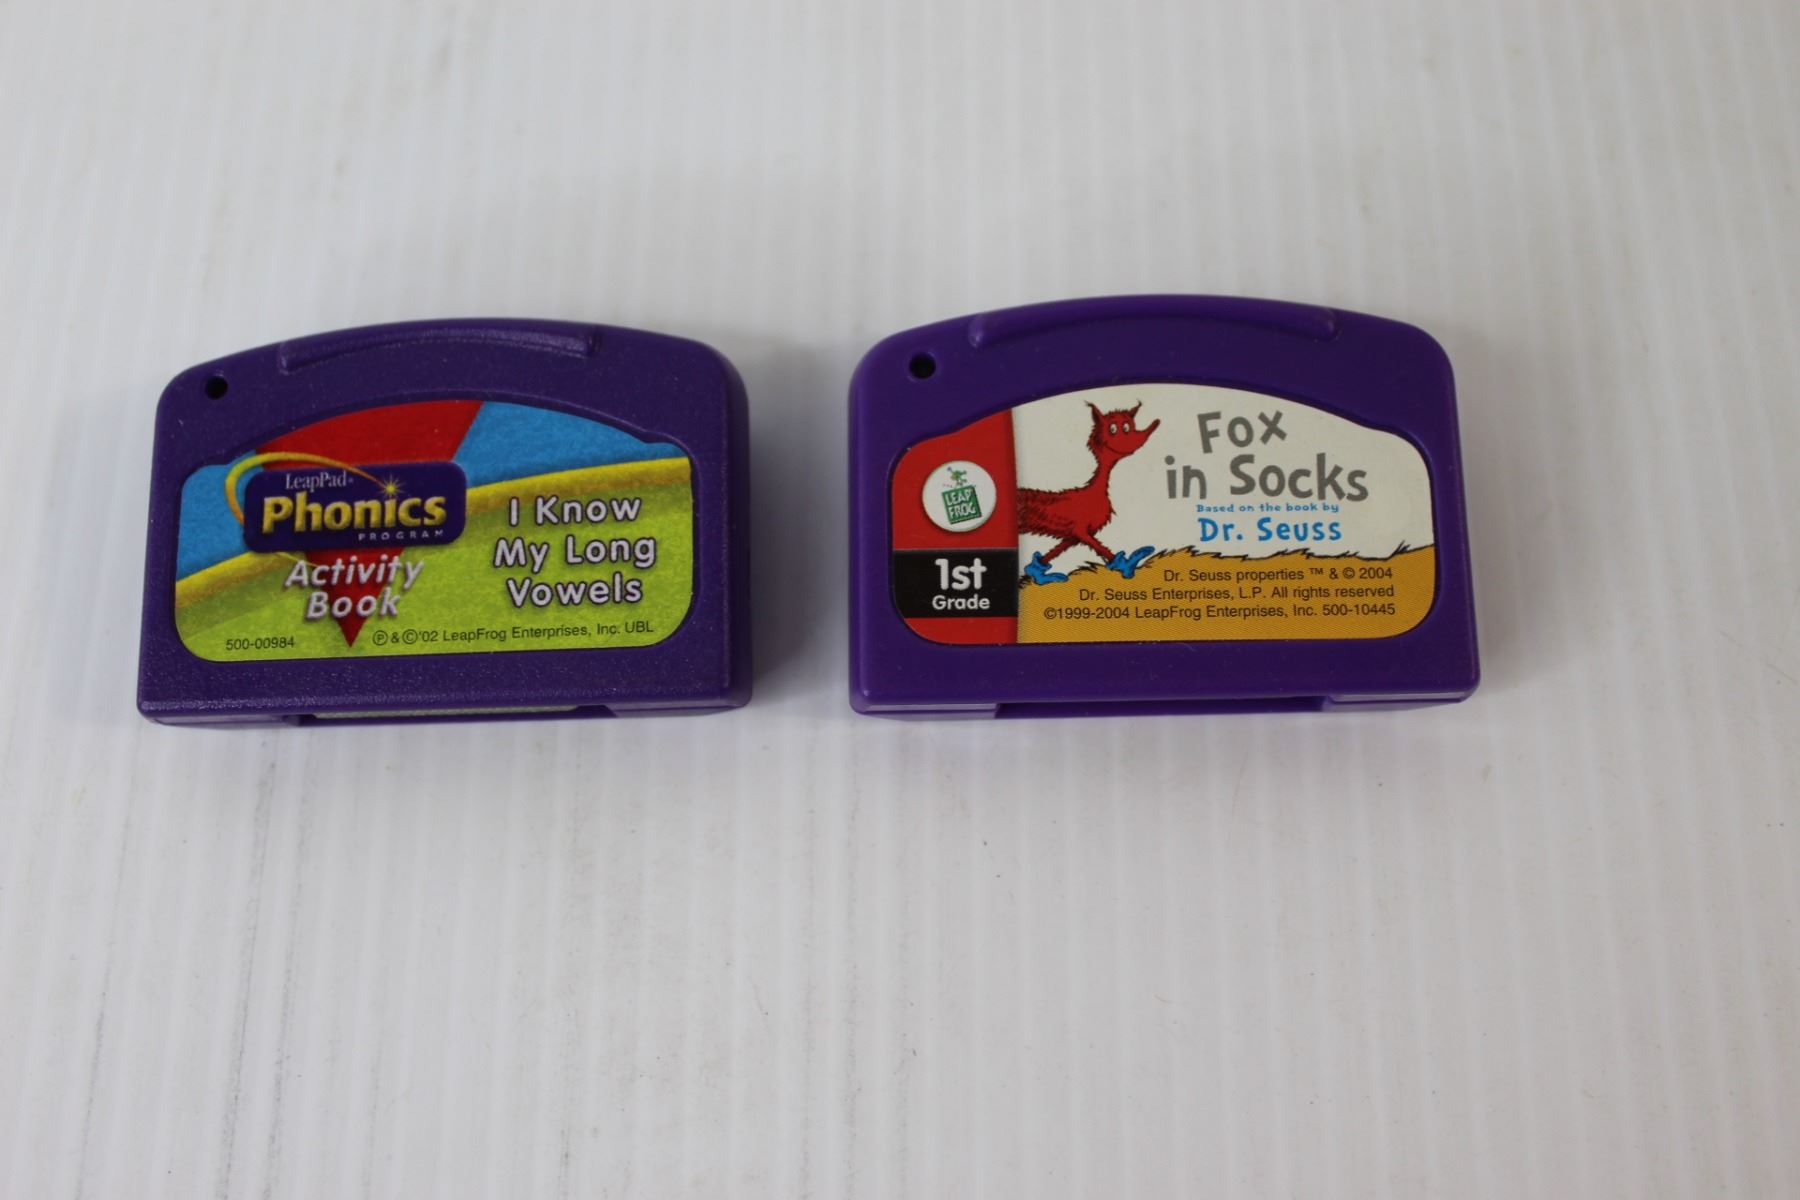 LeapPad®
Phonics
PROGRAM
Activity
Book
I Know
My Long
Vowels
500-00984
℗ & ©'02 LeapFrog Enterprises, Inc. UBL
LEAP
FROG
1st
Grade
Fox
in Socks
Based on the book by
Dr. Seuss
Dr. Seuss properties ™ & © 2004
Dr. Seuss Enterprises, L.P. All rights reserved
©1999-2004 LeapFrog Enterprises, Inc. 500-10445